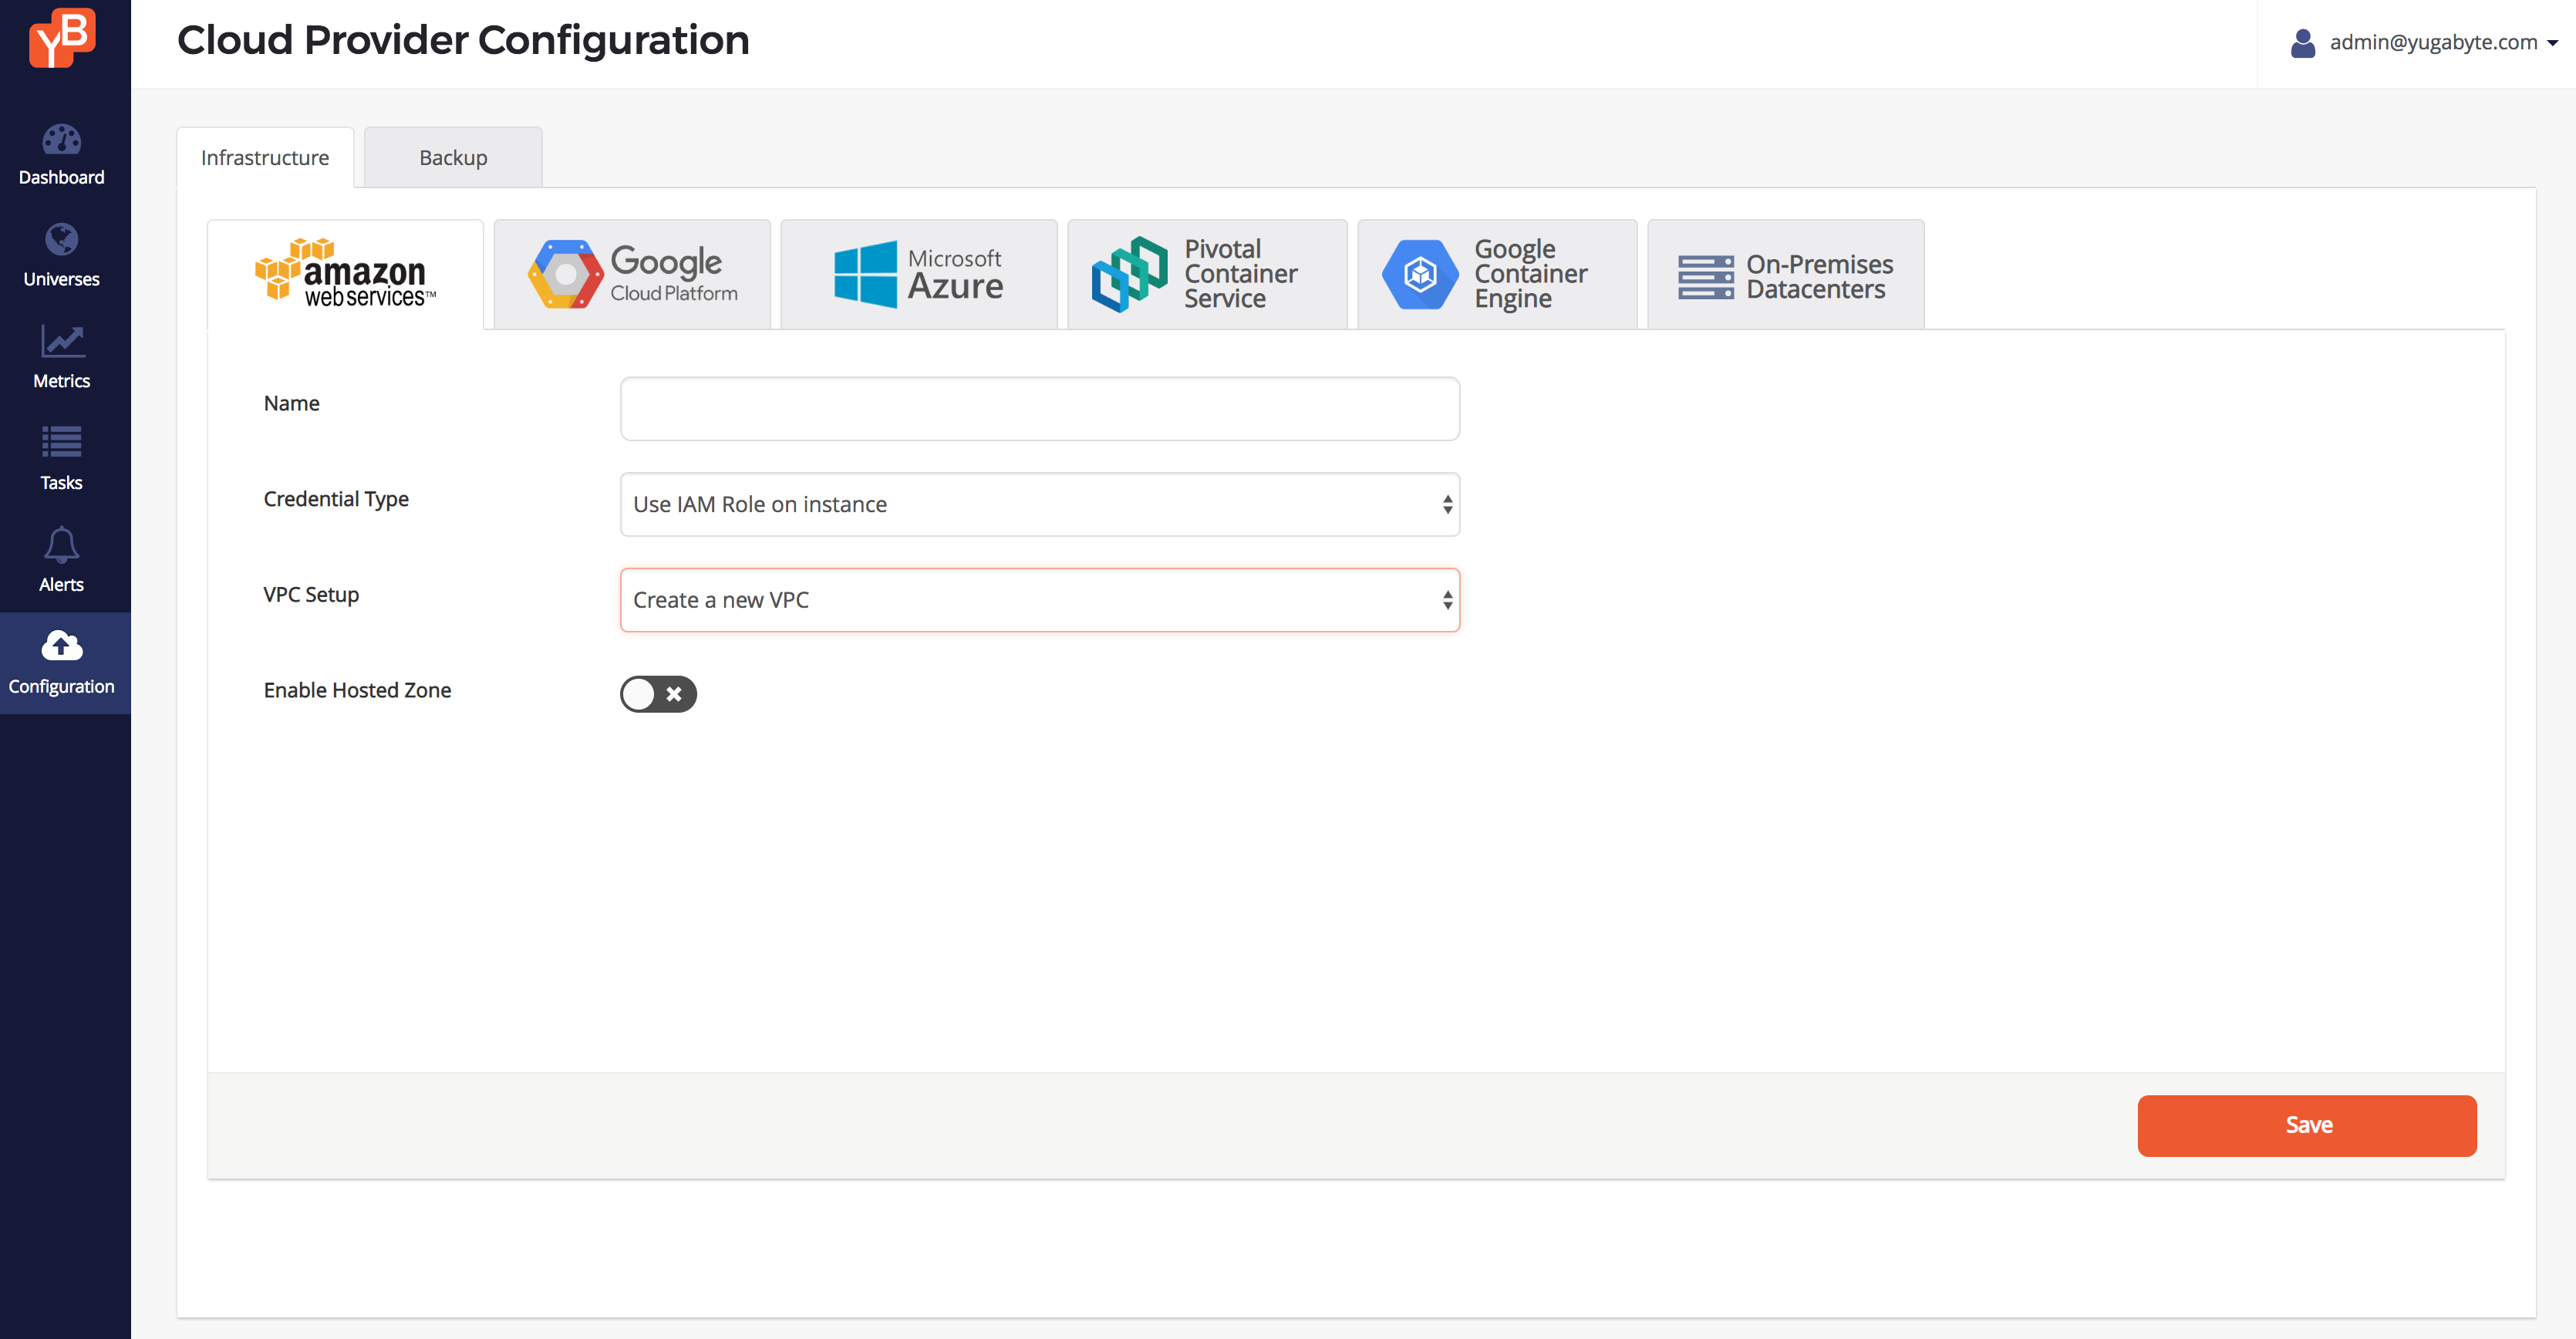 YB
Cloud Provider Configuration
admin@yugabyte.com
Dashboard
Universes
Metrics
Tasks
Alerts
Configuration
Infrastructure
Backup
amazon
web services™
Google
Cloud Platform
Microsoft
Azure
Pivotal
Container
Service
Google
Container
Engine
On-Premises
Datacenters
Name
Credential Type
Use IAM Role on instance
VPC Setup
Create a new VPC
Enable Hosted Zone
Save